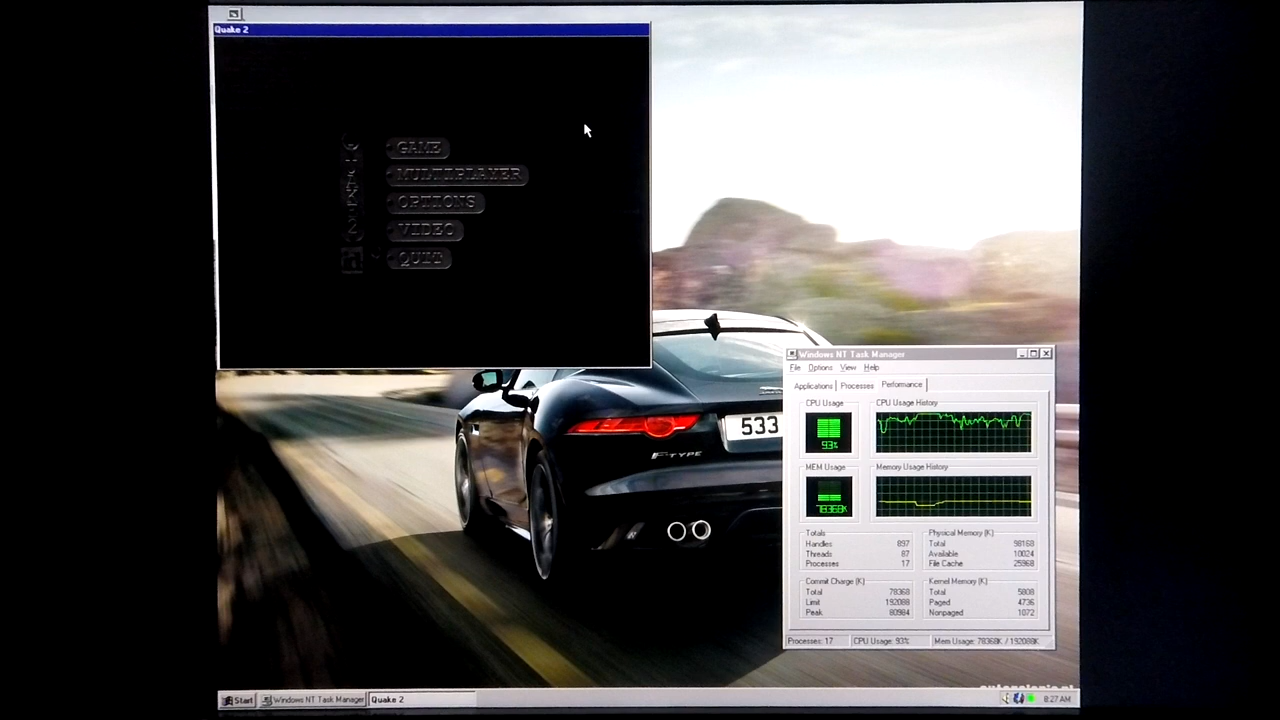 Quake 2
GAME
MULTIPLAYER
OPTIONS
VIDEO
QUIT
533
F-TYPE
Windows NT Task Manager
File Options View Help
Applications Processes Performance
CPU Usage
93%
CPU Usage History
MEM Usage
78368K
Memory Usage History
Totals
Handles 897
Threads 87
Processes 17
Physical Memory (K)
Total 98168
Available 10024
File Cache 25968
Commit Charge (K)
Total 78368
Limit 192088
Peak 80984
Kernel Memory (K)
Total 5808
Paged 4736
Nonpaged 1072
Processes: 17 CPU Usage: 93% Mem Usage: 78368K / 192088K
Start Windows NT Task Manager Quake 2 8:27 AM